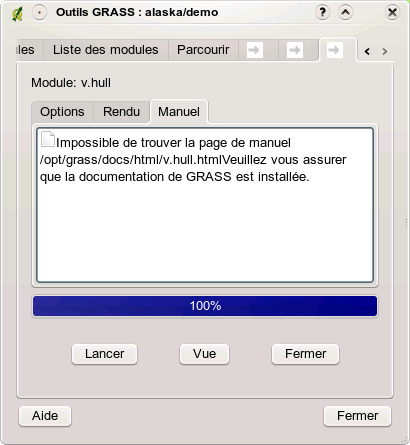 Outils GRASS : alaska/demo
les Liste des modules Parcourir
Module: v.hull
Options Rendu Manuel
Impossible de trouver la page de manuel
/opt/grass/docs/html/v.hull.htmlVeuillez vous assurer
que la documentation de GRASS est installée.
100%
Lancer Vue Fermer
Aide Fermer